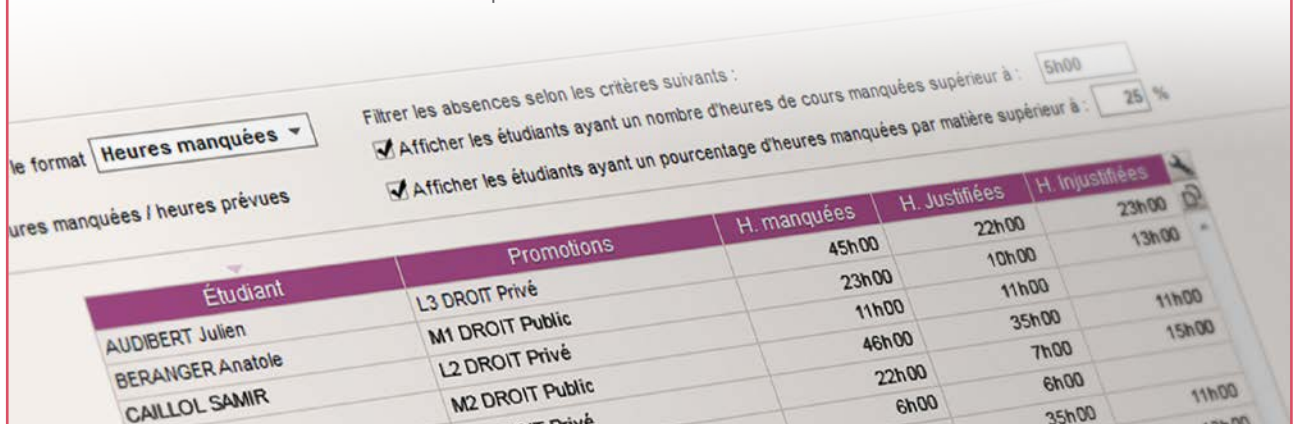 Filtrer les absences selon les critères suivants :
le format Heures manquées
Afficher les étudiants ayant un nombre d'heures de cours manquées supérieur à : 5h00
ures manquées / heures prévues
Afficher les étudiants ayant un pourcentage d'heures manquées par matière supérieur à : 25 %
Étudiant Promotions H. manquées H. Justifiées H. Injustifiées
AUDIBERT Julien L3 DROIT Privé 45h00 22h00 23h00
BERANGER Anatole M1 DROIT Public 23h00 10h00 13h00
CAILLOL SAMIR L2 DROIT Privé 11h00 11h00
M2 DROIT Public 46h00 35h00 11h00
Privé 22h00 7h00 15h00
6h00 6h00
35h00 11h00